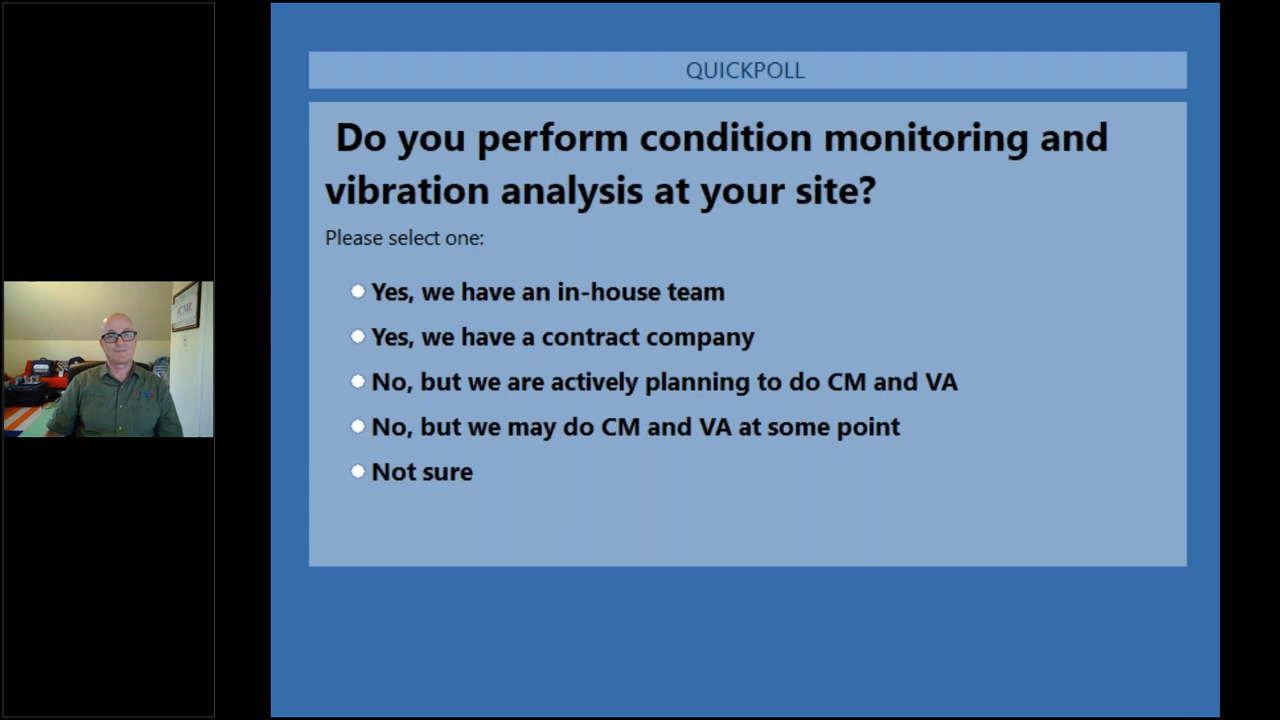 QUICKPOLL
Do you perform condition monitoring and
vibration analysis at your site?
Please select one:
Yes, we have an in-house team
Yes, we have a contract company
No, but we are actively planning to do CM and VA
No, but we may do CM and VA at some point
Not sure